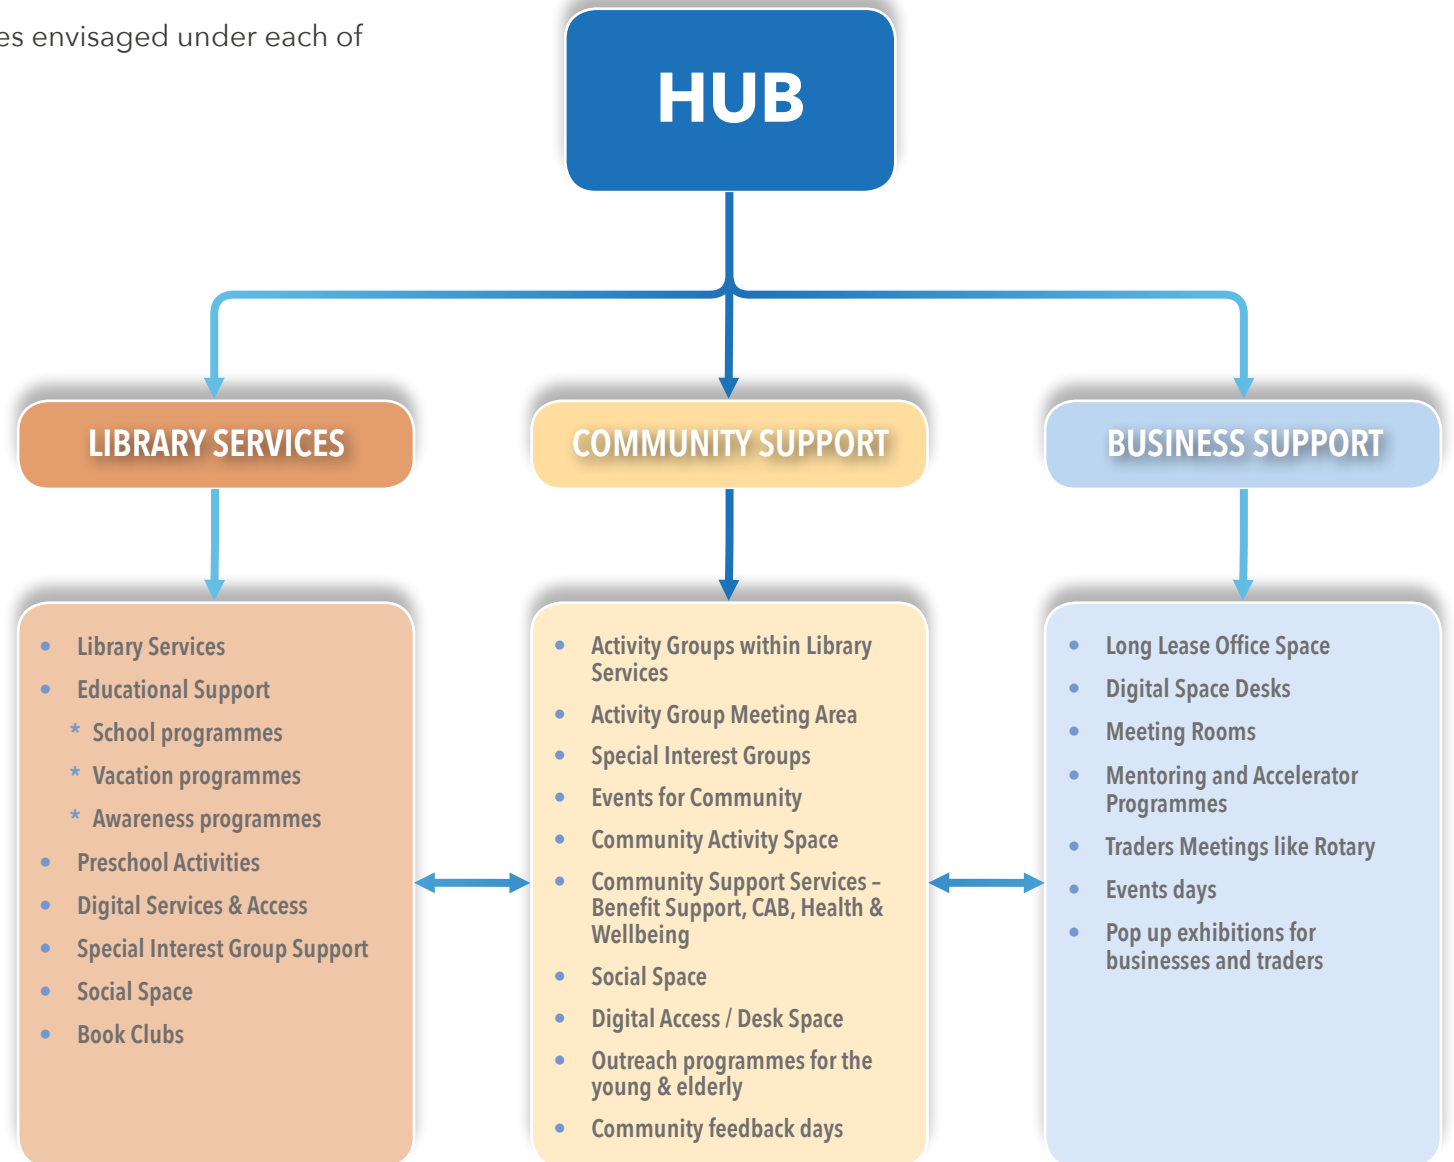 es envisaged under each of
HUB
LIBRARY SERVICES
COMMUNITY SUPPORT
BUSINESS SUPPORT
• Library Services
• Educational Support
* School programmes
* Vacation programmes
* Awareness programmes
• Preschool Activities
• Digital Services & Access
• Special Interest Group Support
• Social Space
• Book Clubs
• Activity Groups within Library
Services
• Activity Group Meeting Area
• Special Interest Groups
• Events for Community
• Community Activity Space
• Community Support Services –
Benefit Support, CAB, Health &
Wellbeing
• Social Space
• Digital Access / Desk Space
• Outreach programmes for the
young & elderly
• Community feedback days
• Long Lease Office Space
• Digital Space Desks
• Meeting Rooms
• Mentoring and Accelerator
Programmes
• Traders Meetings like Rotary
• Events days
• Pop up exhibitions for
businesses and traders